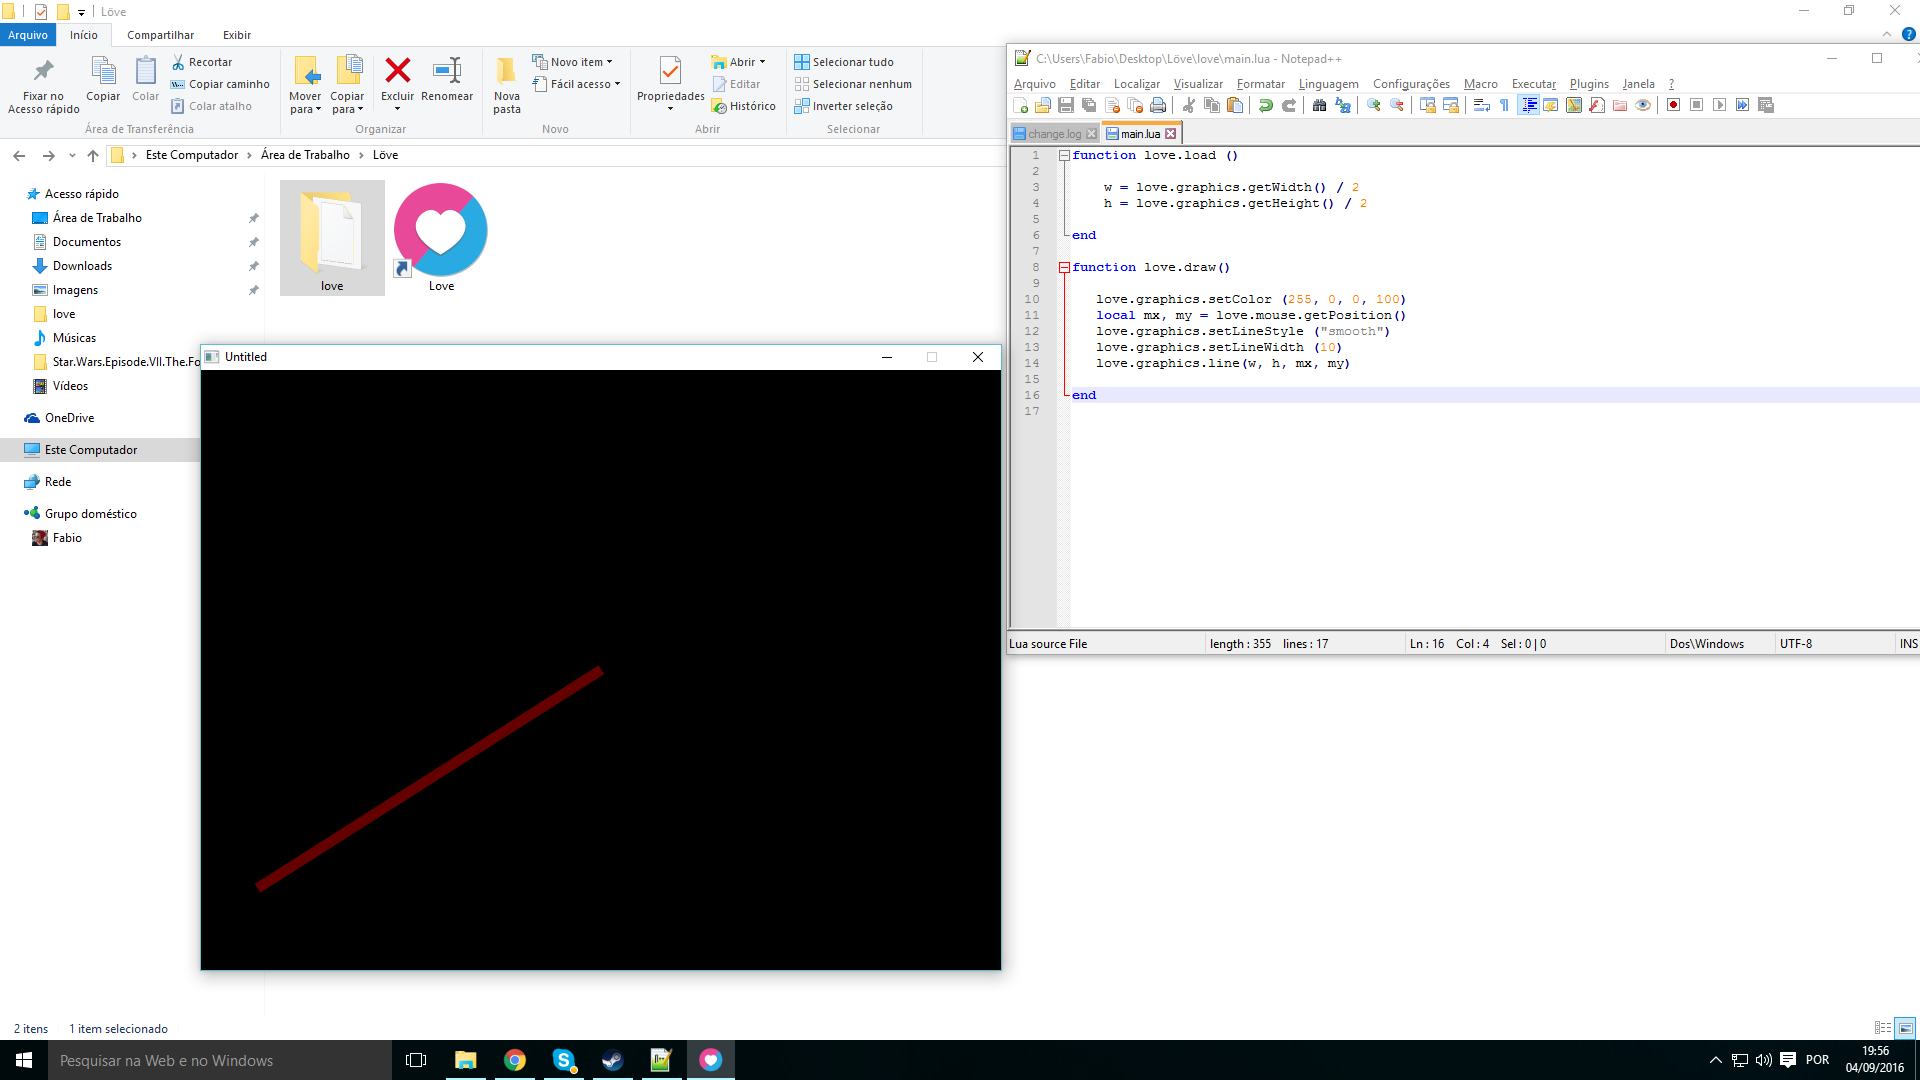 Löve
Arquivo Início Compartilhar Exibir
Fixar no
Acesso rápido
Copiar
Colar
Recortar
Copiar caminho
Colar atalho
Área de Transferência
Mover
para
Copiar
para
Excluir
Renomear
Organizar
Nova
pasta
Novo item
Fácil acesso
Novo
Propriedades
Abrir
Editar
Histórico
Abrir
Selecionar tudo
Selecionar nenhum
Inverter seleção
Selecionar
Este Computador > Área de Trabalho > Löve
Acesso rápido
Área de Trabalho
Documentos
Downloads
Imagens
love
Músicas
Star.Wars.Episode.VII.The.Fo
Vídeos
OneDrive
Este Computador
Rede
Grupo doméstico
Fabio
love
Love
Untitled
2 itens 1 item selecionado
C:\Users\Fabio\Desktop\Löve\love\main.lua - Notepad++
Arquivo Editar Localizar Visualizar Formatar Linguagem Configurações Macro Executar Plugins Janela ?
change.log main.lua
1 function love.load ()
2
3 w = love.graphics.getWidth() / 2
4 h = love.graphics.getHeight() / 2
5
6 end
7
8 function love.draw()
9
10 love.graphics.setColor (255, 0, 0, 100)
11 local mx, my = love.mouse.getPosition()
12 love.graphics.setLineStyle ("smooth")
13 love.graphics.setLineWidth (10)
14 love.graphics.line(w, h, mx, my)
15
16 end
17
Lua source File length : 355 lines : 17 Ln : 16 Col : 4 Sel : 0 | 0 Dos\Windows UTF-8 INS
Pesquisar na Web e no Windows
POR
19:56
04/09/2016